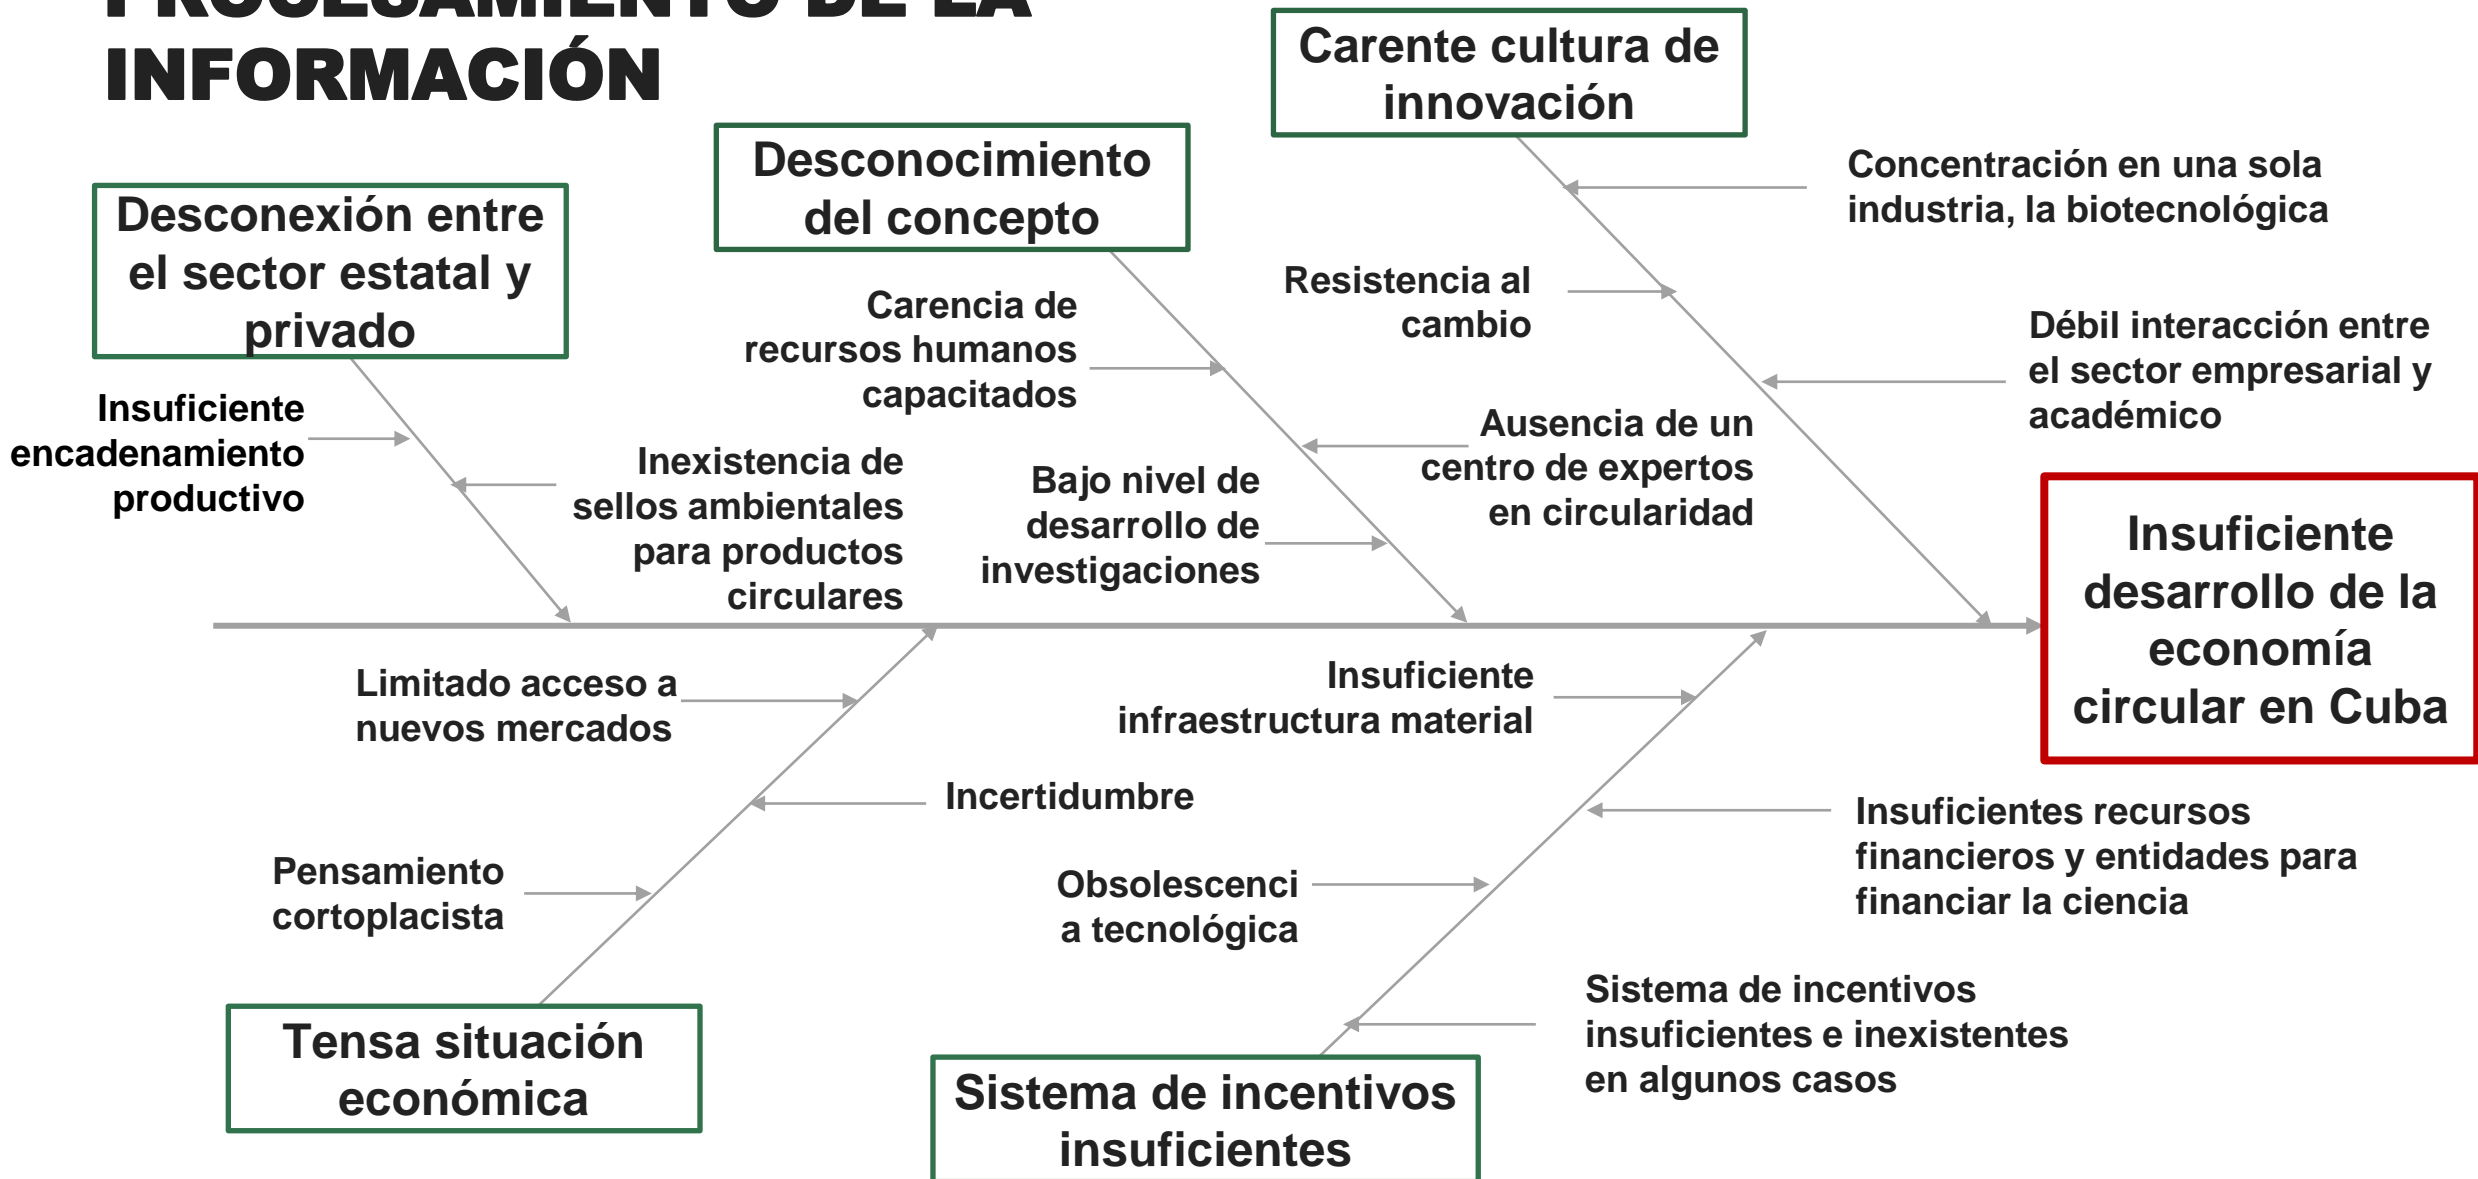 PROCESAMIENTO DE LA
INFORMACIÓN
Carente cultura de
innovación
Desconocimiento
del concepto
Desconexión entre
el sector estatal y
privado
Concentración en una sola
industria, la biotecnológica
Resistencia al
cambio
Débil interacción entre
el sector empresarial y
académico
Carencia de
recursos humanos
capacitados
Ausencia de un
centro de expertos
en circularidad
Bajo nivel de
desarrollo de
investigaciones
Insuficiente
encadenamiento
productivo
Inexistencia de
sellos ambientales
para productos
circulares
Insuficiente
desarrollo de la
economía
circular en Cuba
Limitado acceso a
nuevos mercados
Incertidumbre
Pensamiento
cortoplacista
Tensa situación
económica
Insuficiente
infraestructura material
Insuficientes recursos
financieros y entidades para
financiar la ciencia
Obsolescenci
a tecnológica
Sistema de incentivos
insuficientes e inexistentes
en algunos casos
Sistema de incentivos
insuficientes